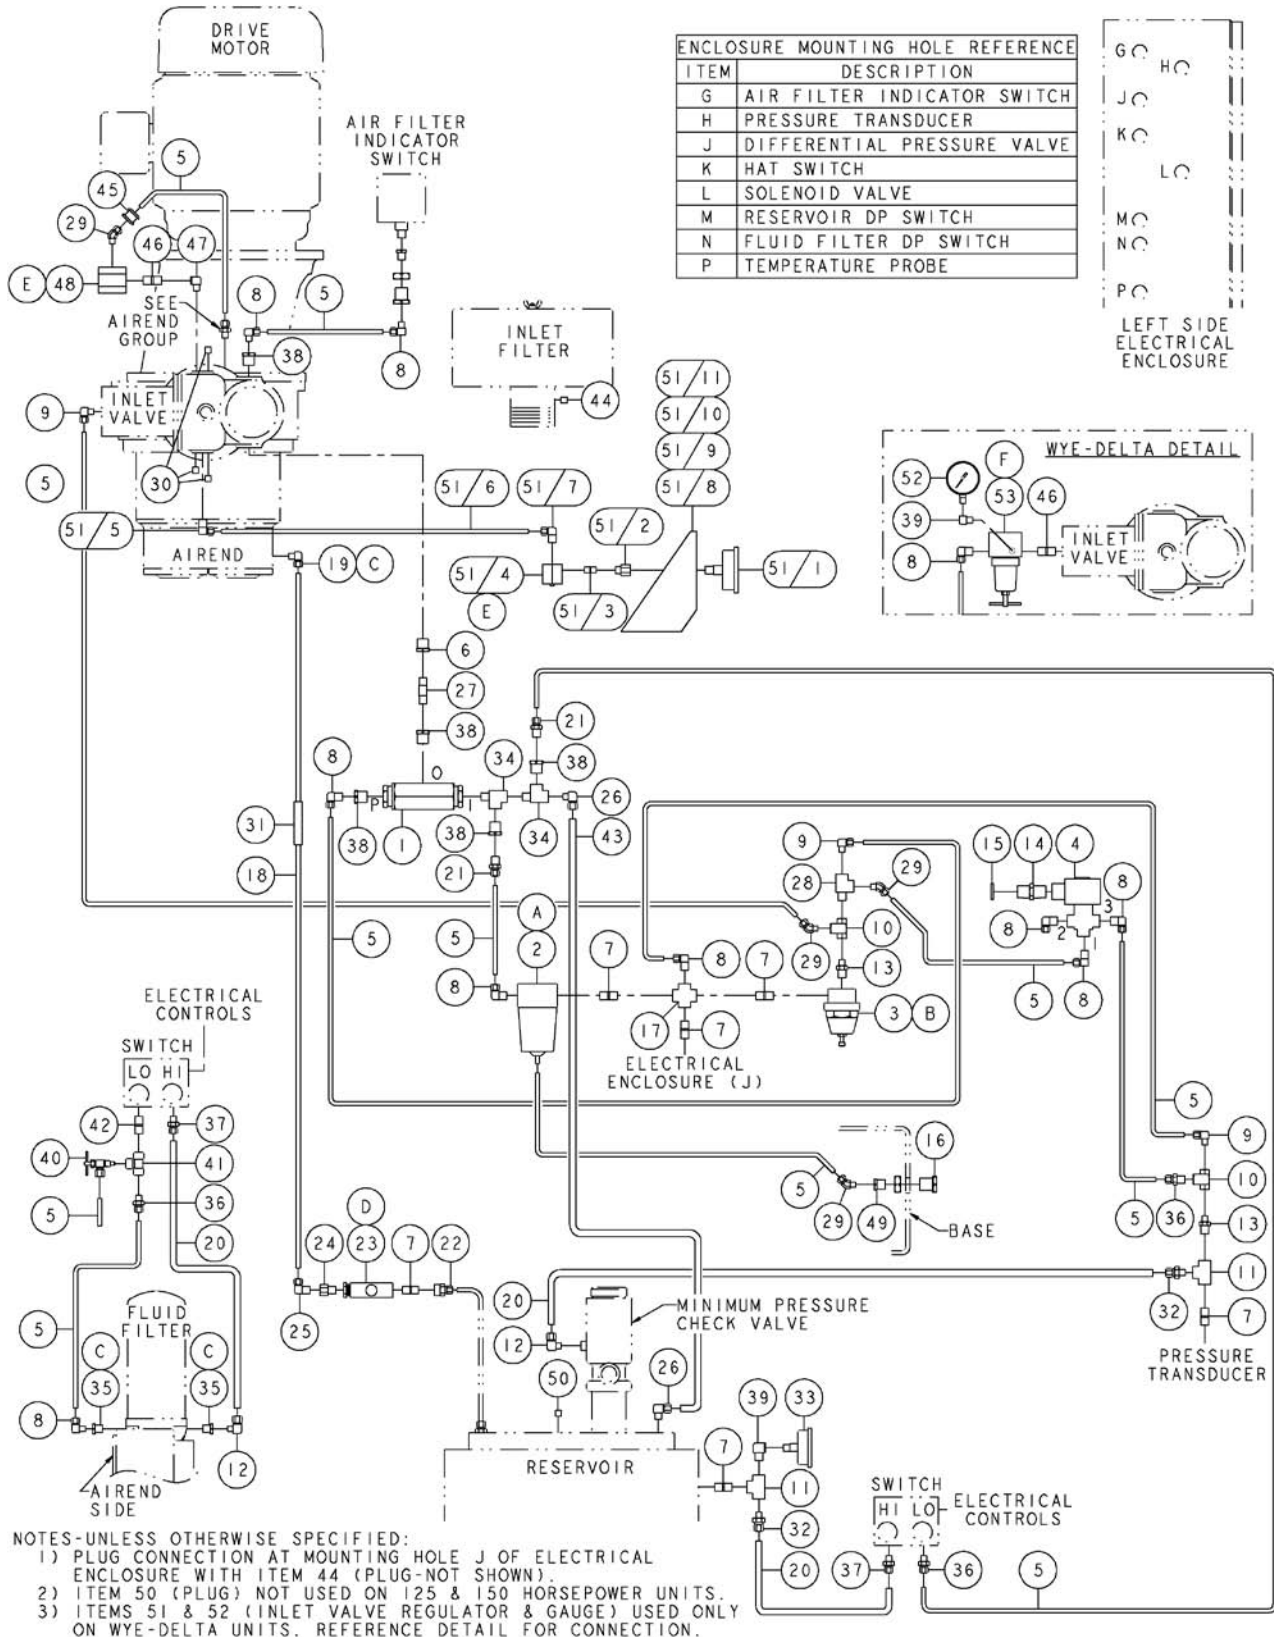 DRIVE
MOTOR
ENCLOSURE MOUNTING HOLE REFERENCE
ITEM DESCRIPTION
G AIR FILTER INDICATOR SWITCH
H PRESSURE TRANSDUCER
J DIFFERENTIAL PRESSURE VALVE
K HAT SWITCH
L SOLENOID VALVE
M RESERVOIR DP SWITCH
N FLUID FILTER DP SWITCH
P TEMPERATURE PROBE
G
H
J
K
L
M
N
P
LEFT SIDE
ELECTRICAL
ENCLOSURE
AIR FILTER
INDICATOR
SWITCH
5
45
29
46 47
E 48
SEE
AIREND
GROUP
8 5
38
8
INLET
FILTER
44
INLET
VALVE
9
5
30
51/5
AIREND
51/6 51/7
51/11
51/10
51/9
51/8
51/2
51/4
E
51/3
51/1
19 C
WYE-DELTA DETAIL
52
F
53
46
39
8
INLET
VALVE
6
27
38
21
38
8
O
34
P
I
38 1
38
34
26
43
31
18
21
5
5
A
2
8
7
8
7
17
7
ELECTRICAL
ENCLOSURE (J)
9
28
29
10
29
13
3 B
15 14 4
8
3
2
8
1
5
8
ELECTRICAL
CONTROLS
SWITCH
LO HI
42
37
40
41
5
36
20
5
FLUID
FILTER
C
35
C
35
8
12
AIREND
SIDE
D
24 23 7 22
25
5
29
49
16
BASE
5
9
10
5 36
13
11
32
7
PRESSURE
TRANSDUCER
20
12
MINIMUM PRESSURE
CHECK VALVE
50
26
RESERVOIR
7
39 33
11
32
20
SWITCH
HI LO
ELECTRICAL
CONTROLS
37
36
5
NOTES-UNLESS OTHERWISE SPECIFIED:
1) PLUG CONNECTION AT MOUNTING HOLE J OF ELECTRICAL
ENCLOSURE WITH ITEM 44 (PLUG-NOT SHOWN).
2) ITEM 50 (PLUG) NOT USED ON 125 & 150 HORSEPOWER UNITS.
3) ITEMS 51 & 52 (INLET VALVE REGULATOR & GAUGE) USED ONLY
ON WYE-DELTA UNITS. REFERENCE DETAIL FOR CONNECTION.